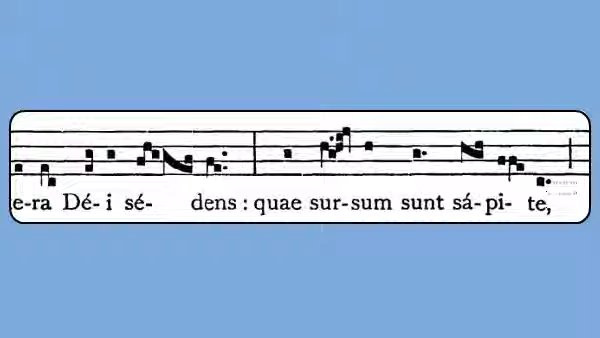 e-ra Dé-i sé- dens : quae sur-sum sunt sá-pi- te,